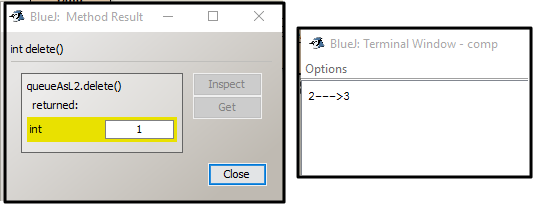 BlueJ: Method Result
int delete()
queueAsL2.delete()
returned:
int
1
Inspect
Get
Close
BlueJ: Terminal Window - comp
Options
2--->3